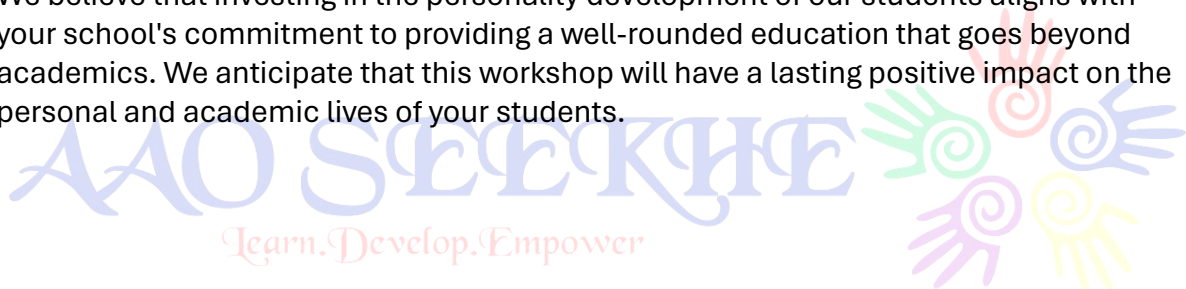 We believe that investing in the personality development of our students aligns with
your school's commitment to providing a well-rounded education that goes beyond
academics. We anticipate that this workshop will have a lasting positive impact on the
personal and academic lives of your students.
AAO SEEKHE
Learn.Develop.Empower